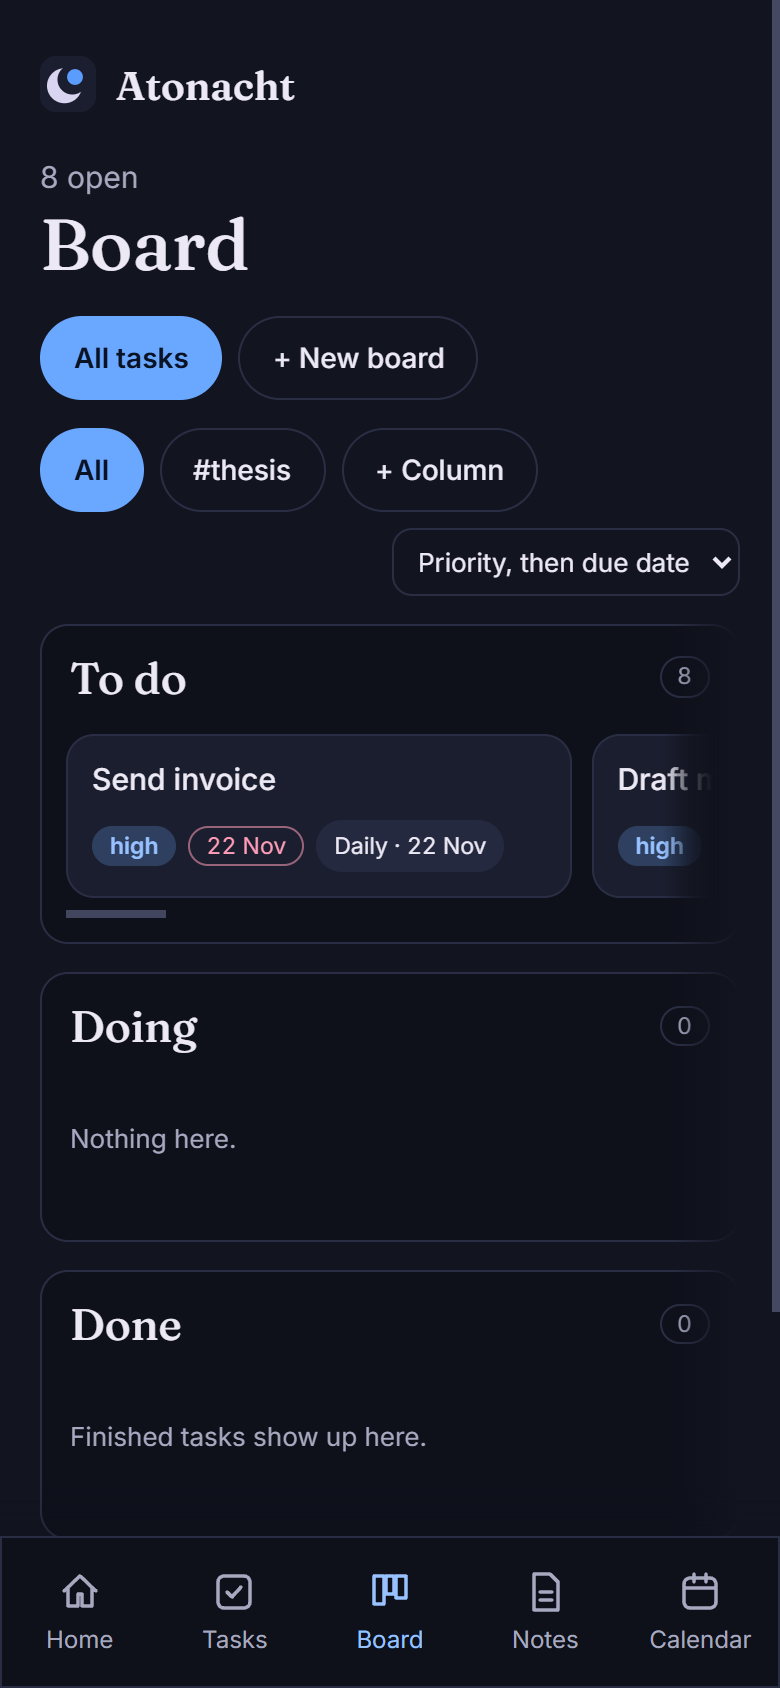 Atonacht
8 open
Board
All tasks
+ New board
All
#thesis
+ Column
Priority, then due date
To do
8
Send invoice
high
22 Nov
Daily · 22 Nov
Draft
high
Doing
0
Nothing here.
Done
0
Finished tasks show up here.
Home
Tasks
Board
Notes
Calendar